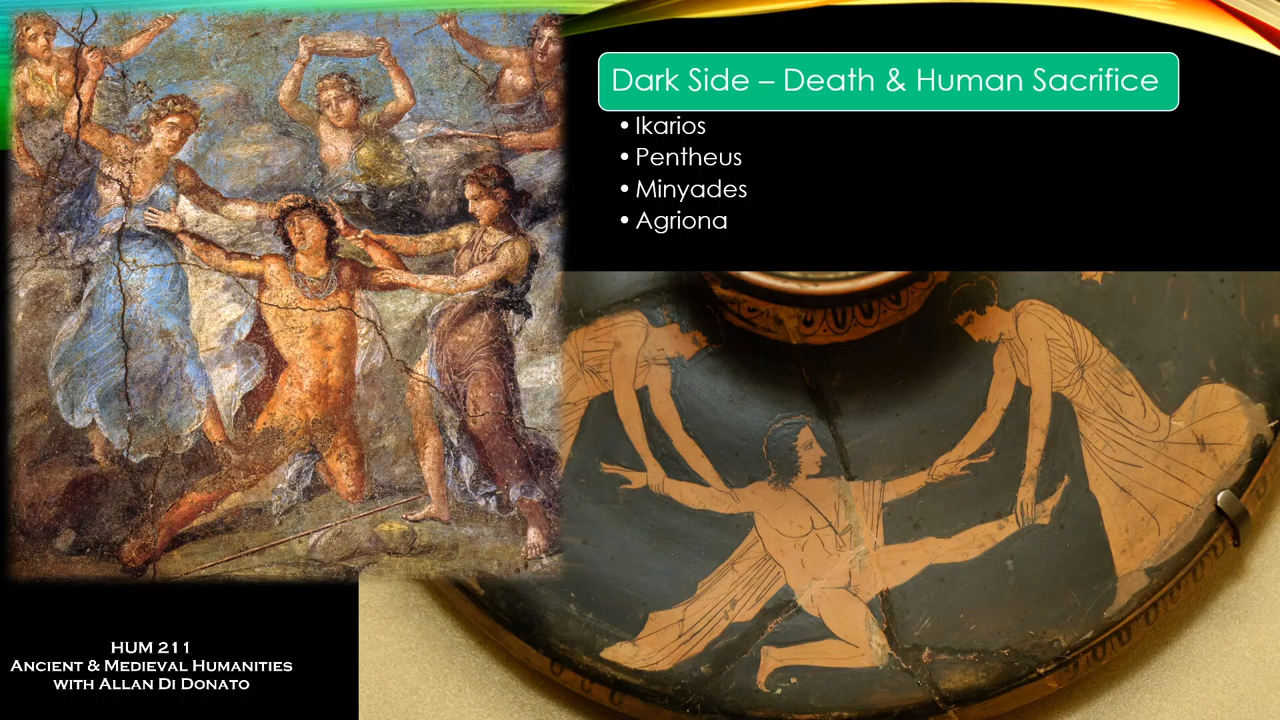 Dark Side – Death & Human Sacrifice
• Ikarios
• Pentheus
• Minyades
• Agriona
HUM 211
Ancient & Medieval Humanities
with Allan Di Donato